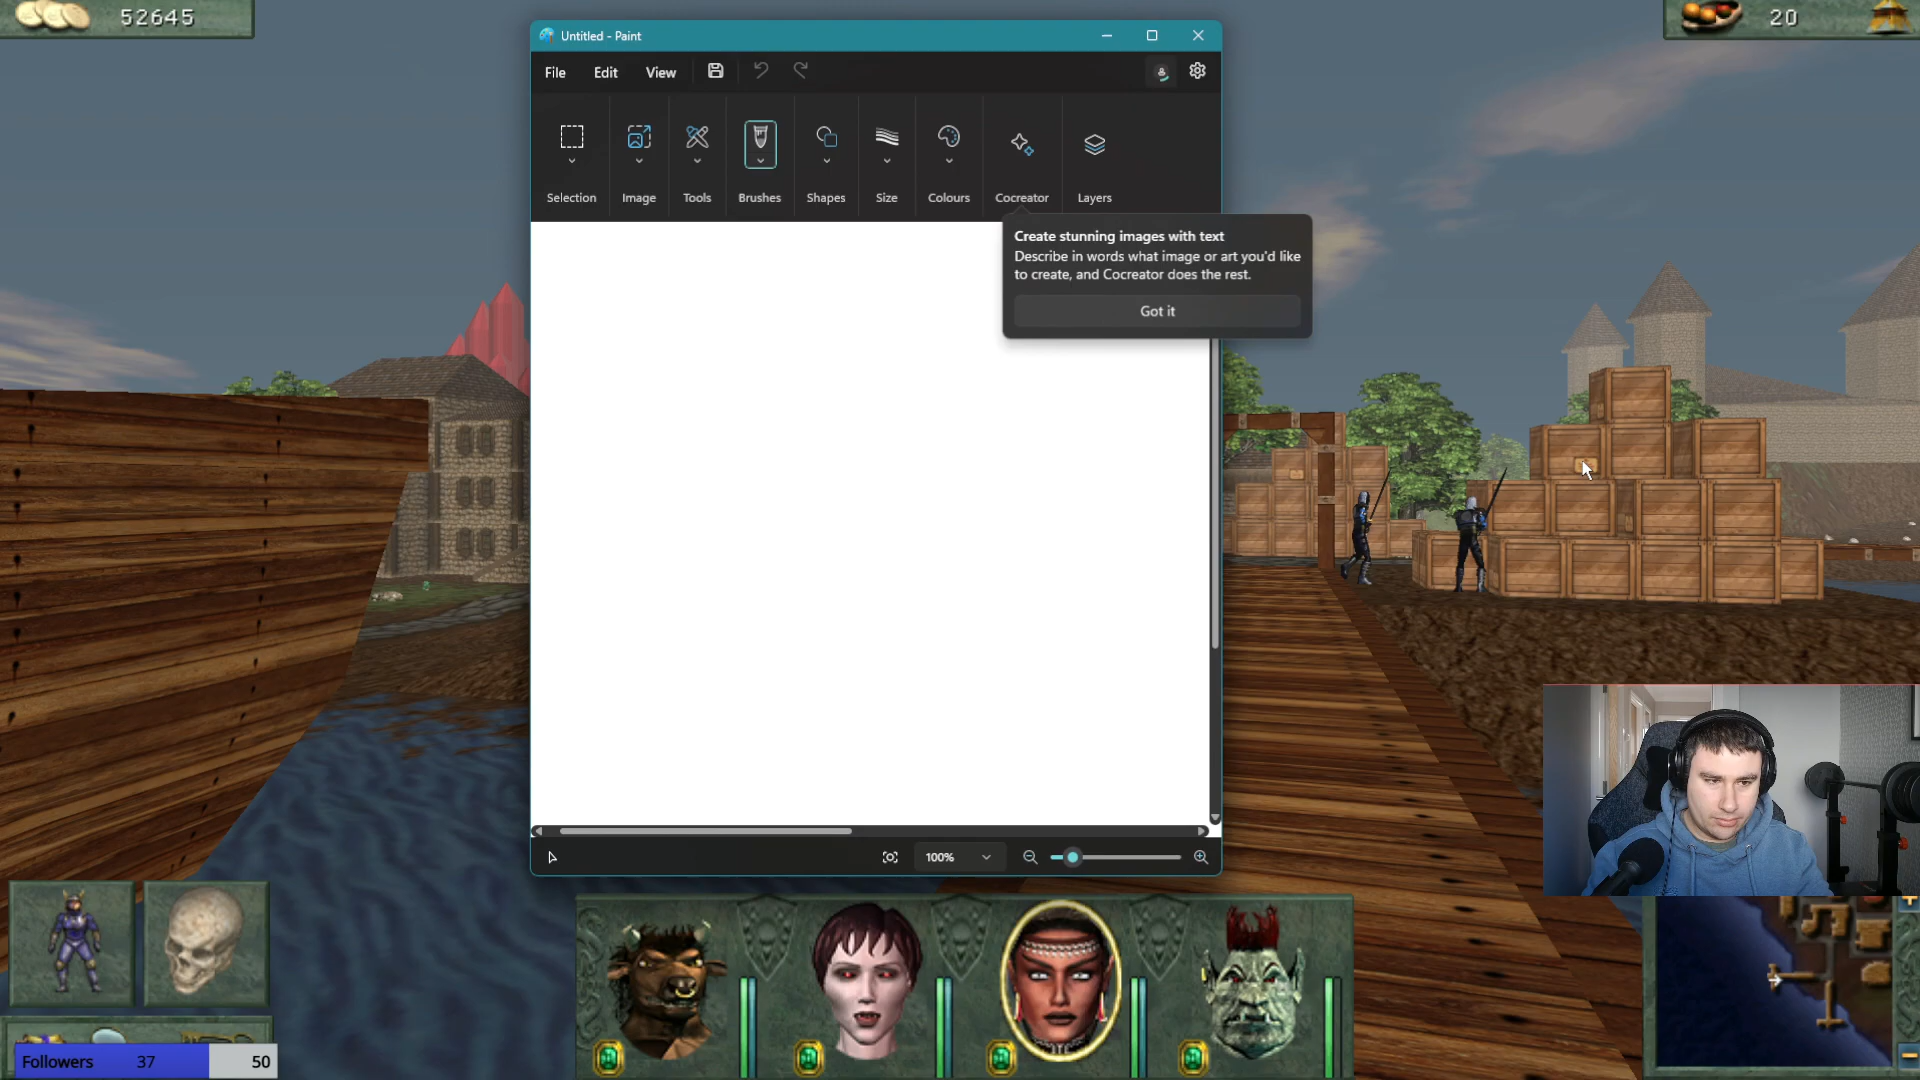 52645
20
Untitled - Paint
File Edit View
Selection Image Tools Brushes Shapes Size Colours Cocreator Layers
Create stunning images with text
Describe in words what image or art you'd like
to create, and Cocreator does the rest.
Got it
100%
Followers 37 50